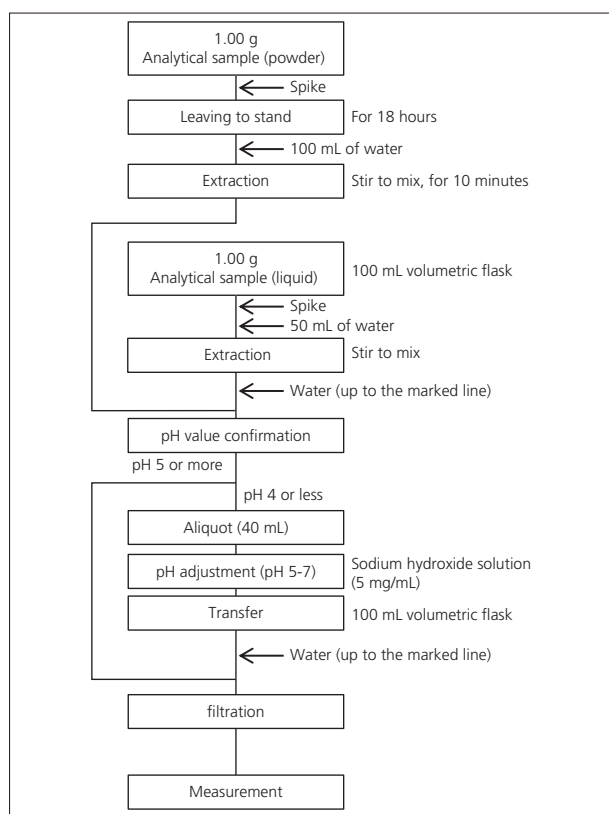 1.00 g
Analytical sample (powder)
Spike
Leaving to stand
For 18 hours
100 mL of water
Extraction
Stir to mix, for 10 minutes
1.00 g
Analytical sample (liquid)
100 mL volumetric flask
Spike
50 mL of water
Extraction
Stir to mix
Water (up to the marked line)
pH value confirmation
pH 5 or more
pH 4 or less
Aliquot (40 mL)
pH adjustment (pH 5-7)
Sodium hydroxide solution
(5 mg/mL)
Transfer
100 mL volumetric flask
Water (up to the marked line)
filtration
Measurement